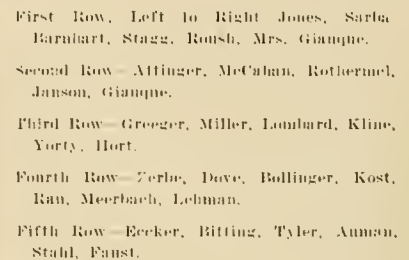 First Row, Left to Right Jones, Sarba
Barnhart, Stagg, Roush, Mrs. Gianque.
Second Row—Attinger, McCahan, Rothermel,
Janson, Gianque.
Third Row—Greeger, Miller, Lombard, Kline,
Yorty, Hort.
Fourth Row—Zerbe, Dove, Bollinger, Kost,
Rau, Meerbach, Lehman.
Fifth Row—Eccker, Bitting, Tyler, Auman,
Stahl, Faust.